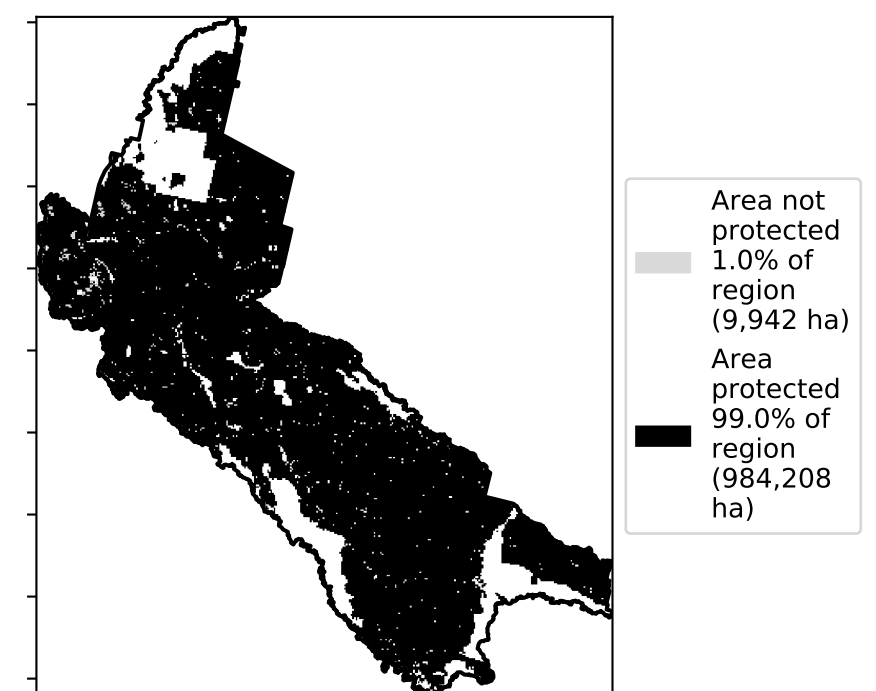 Area not
protected
1.0% of
region
(9,942 ha)
Area
protected
99.0% of
region
(984,208
ha)